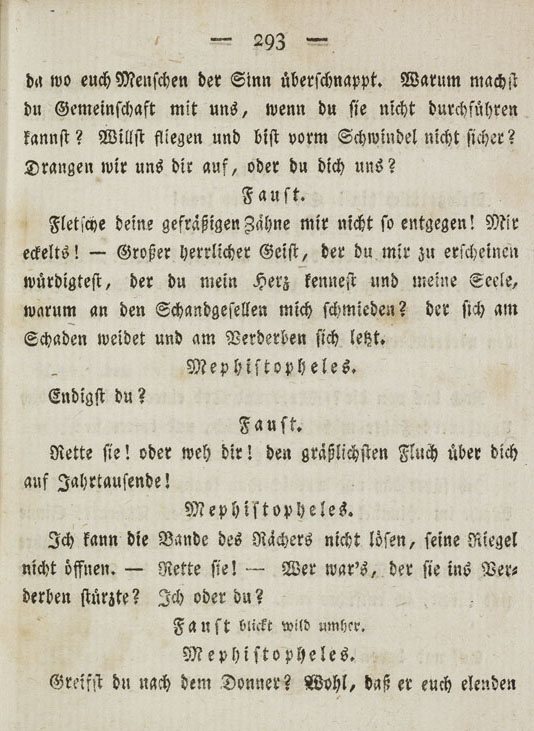 — 293 —
da wo euch Menschen der Sinn überschnappt. Warum machst
du Gemeinschaft mit uns, wenn du sie nicht durchführen
kannst? Willst fliegen und bist vorm Schwindel nicht sicher?
Drangen wir uns dir auf, oder du dich uns?
Faust.
Fletsche deine gefräßigen Zähne mir nicht so entgegen! Mir
eckelts! — Großer herrlicher Geist, der du mir zu erscheinen
würdigtest, der du mein Herz kennest und meine Seele,
warum an den Schandgesellen mich schmieden? der sich am
Schaden weidet und am Verderben sich letzt.
Mephistopheles.
Endigst du?
Faust.
Rette sie! oder weh dir! den gräßlichsten Fluch über dich
auf Jahrtausende!
Mephistopheles.
Ich kann die Bande des Rächers nicht lösen, seine Riegel
nicht öffnen. — Rette sie! — Wer war's, der sie ins Ver-
derben stürzte? Ich oder du?
Faust blickt wild umher.
Mephistopheles.
Greifst du nach dem Donner? Wohl, daß er euch elenden